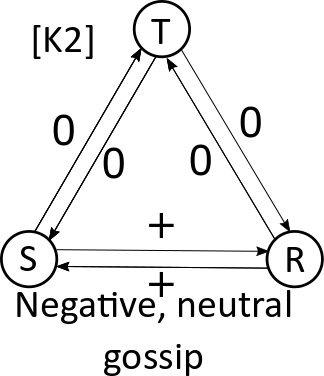 [K2]
T
0
0
0
0
+
S
R
+
Negative, neutral
gossip